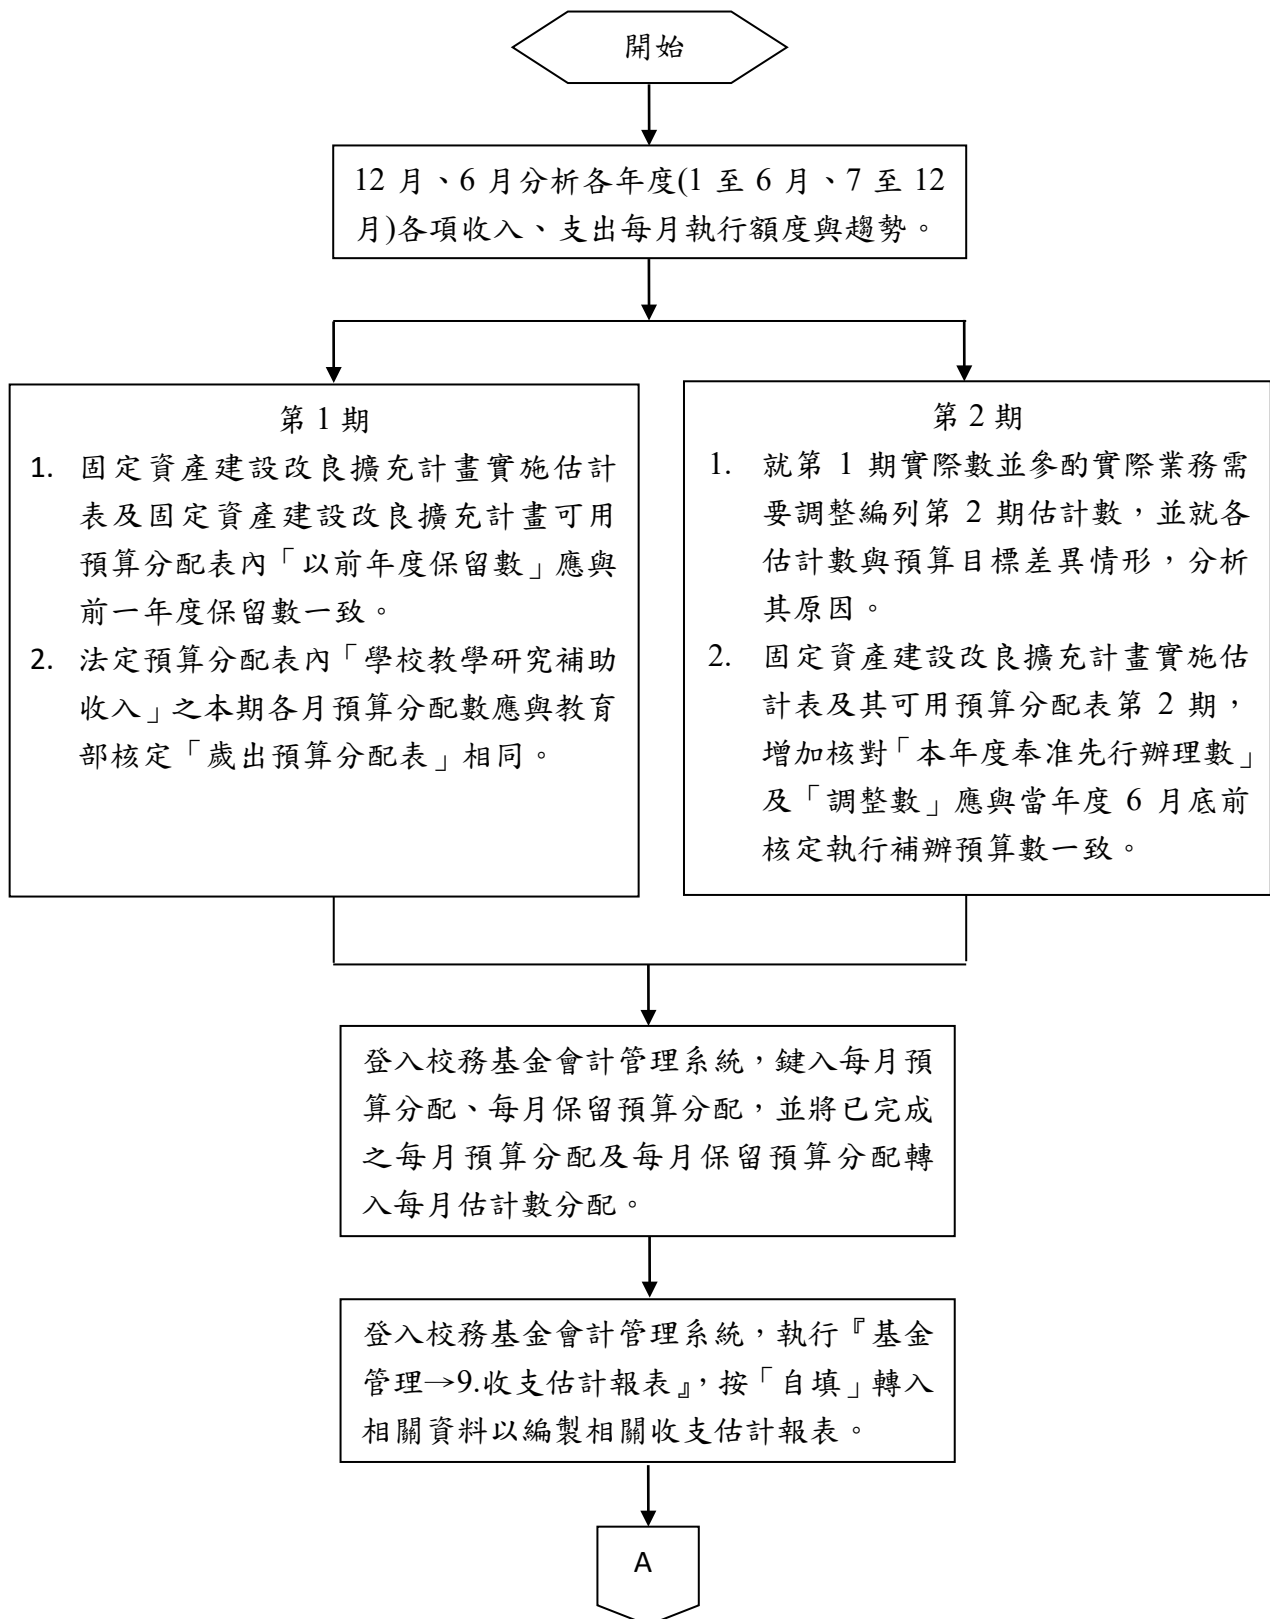 開始
12 月、6 月分析各年度(1 至 6 月、7 至 12
月)各項收入、支出每月執行額度與趨勢。
第 1 期
1. 固定資產建設改良擴充計畫實施估計
表及固定資產建設改良擴充計畫可用
預算分配表內「以前年度保留數」應與
前一年度保留數一致。
2. 法定預算分配表內「學校教學研究補助
收入」之本期各月預算分配數應與教育
部核定「歲出預算分配表」相同。
第 2 期
1. 就第 1 期實際數並參酌實際業務需
要調整編列第 2 期估計數，並就各
估計數與預算目標差異情形，分析
其原因。
2. 固定資產建設改良擴充計畫實施估
計表及其可用預算分配表第 2 期，
增加核對「本年度奉准先行辦理數」
及「調整數」應與當年度 6 月底前
核定執行補辦預算數一致。
登入校務基金會計管理系統，鍵入每月預
算分配、每月保留預算分配，並將已完成
之每月預算分配及每月保留預算分配轉
入每月估計數分配。
登入校務基金會計管理系統，執行『基金
管理→9.收支估計報表』，按「自填」轉入
相關資料以編製相關收支估計報表。
A